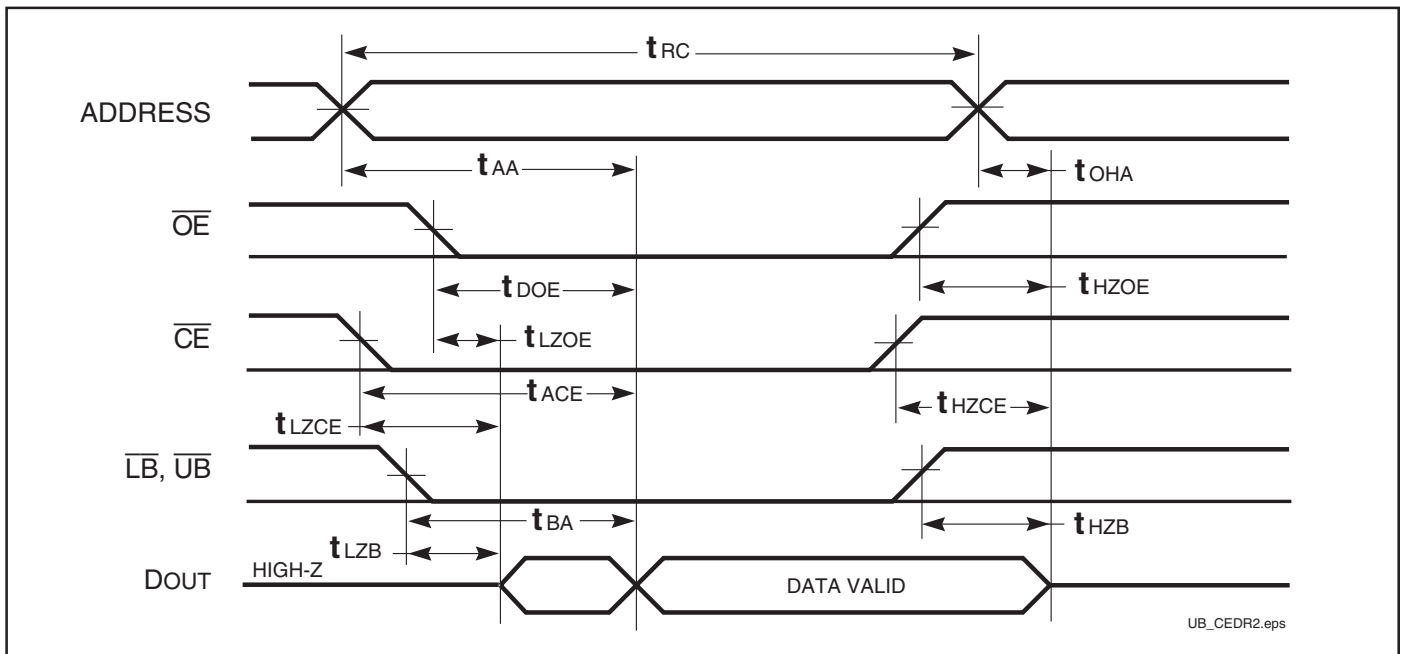 tRC
ADDRESS
tAA
tOHA
OE
tDOE
tHZOE
CE
tLZOE
tACE
tHZCE
tLZCE
LB, UB
tBA
tHZB
tLZB
DOUT
HIGH-Z
DATA VALID
UB_CEDR2.eps